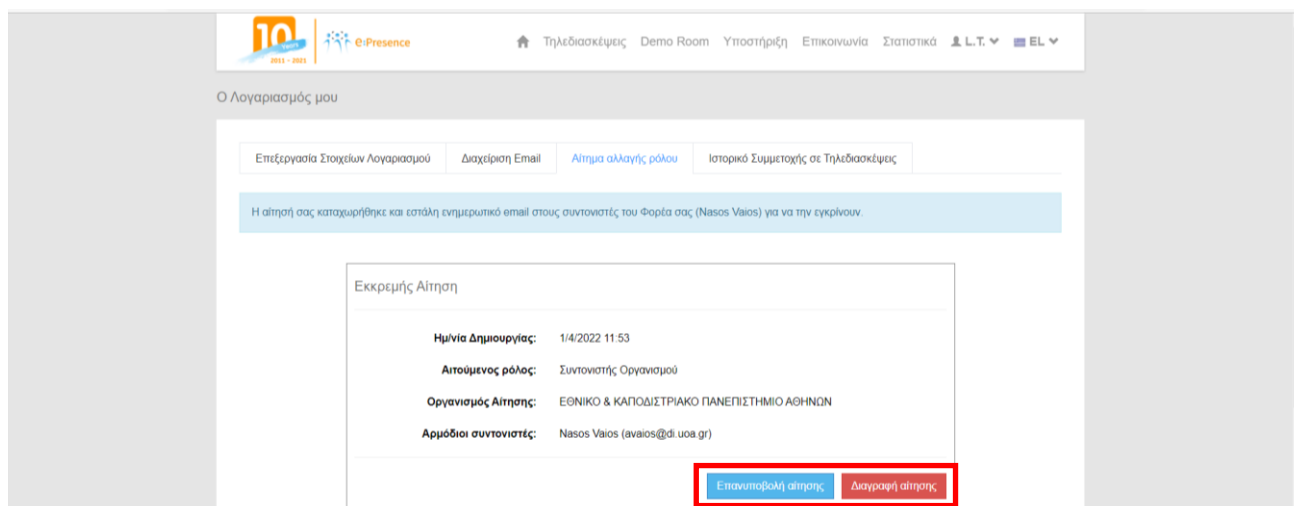 10
Years
2011 - 2021
e:Presence
Τηλεδιασκέψεις Demo Room Υποστήριξη Επικοινωνία Στατιστικά L.T. EL
Ο Λογαριασμός μου
Επεξεργασία Στοιχείων Λογαριασμού Διαχείριση Email Αίτημα αλλαγής ρόλου Ιστορικό Συμμετοχής σε Τηλεδιασκέψεις
Η αίτησή σας καταχωρήθηκε και εστάλη ενημερωτικό email στους συντονιστές του Φορέα σας (Nasos Vaios) για να την εγκρίνουν.
Εκκρεμής Αίτηση
Ημ/νία Δημιουργίας: 1/4/2022 11:53
Αιτούμενος ρόλος: Συντονιστής Οργανισμού
Οργανισμός Αίτησης: ΕΘΝΙΚΟ & ΚΑΠΟΔΙΣΤΡΙΑΚΟ ΠΑΝΕΠΙΣΤΗΜΙΟ ΑΘΗΝΩΝ
Αρμόδιοι συντονιστές: Nasos Vaios (avaios@di.uoa.gr)
Επανυποβολή αίτησης Διαγραφή αίτησης